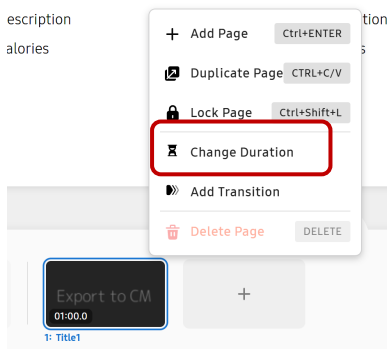 escription
tion
alories
s
Add Page Ctrl+ENTER
Duplicate Page CTRL+C/V
Lock Page Ctrl+Shift+L
Change Duration
Add Transition
Delete Page DELETE
Export to CM
01:00.0
1: Title1